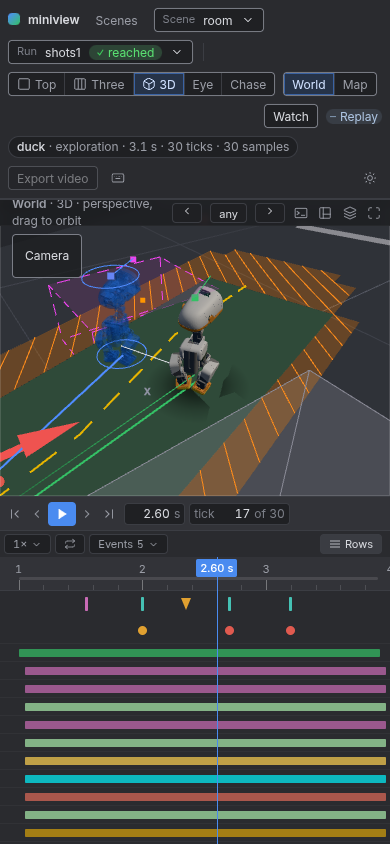 miniview Scenes Scene room
Run shots1 ✓ reached
Top Three 3D Eye Chase World Map
Watch – Replay
duck · exploration · 3.1 s · 30 ticks · 30 samples
Export video
World · 3D · perspective,
drag to orbit
any
Camera
x
2.60 s tick 17 of 30
1× Events 5 Rows
1 2 2.60 s 3 4